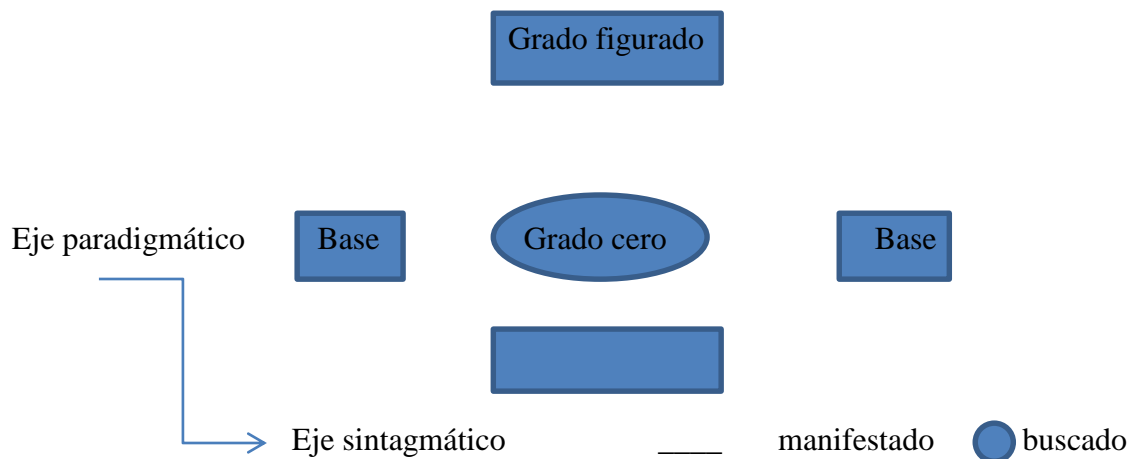 Grado figurado
Eje paradigmático Base Grado cero Base
Eje sintagmático ____ manifestado buscado